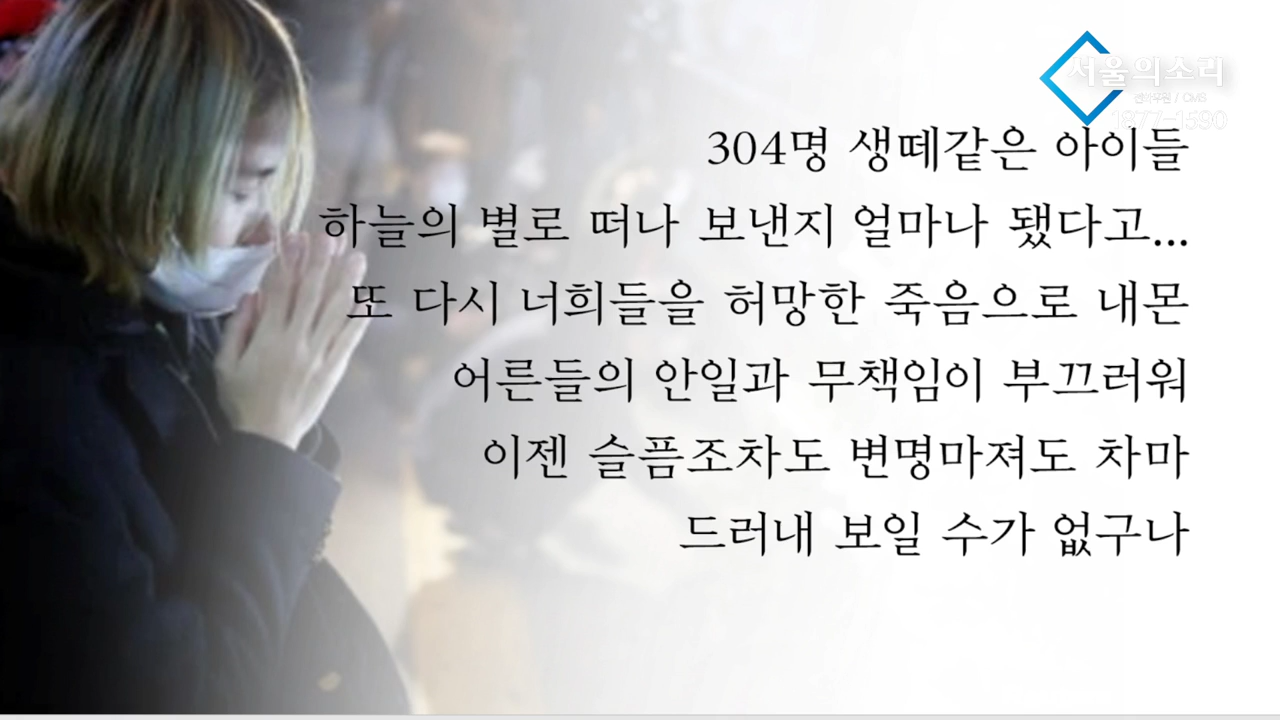 서울의소리
1877-1580
304명 생떼같은 아이들
하늘의 별로 떠나 보낸지 얼마나 됐다고...
또 다시 너희들을 허망한 죽음으로 내몬
어른들의 안일과 무책임이 부끄러워
이젠 슬픔조차도 변명마져도 차마
드러내 보일 수가 없구나